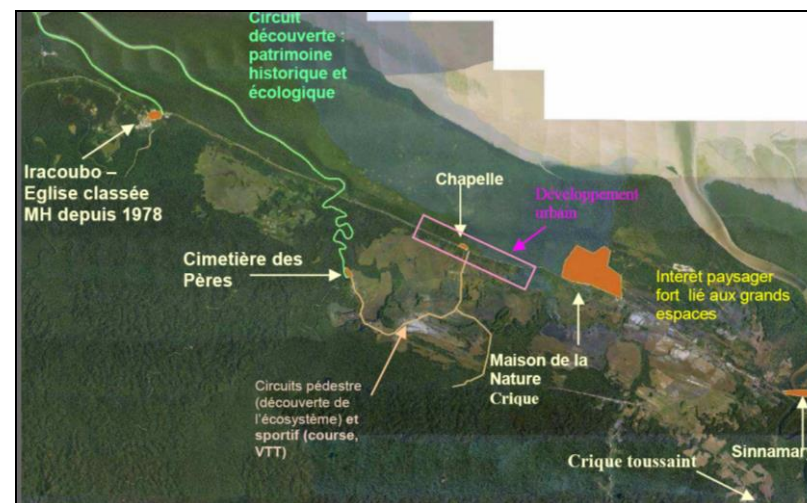 Circuit
découverte :
patrimoine
historique et
écologique
Iracoubo –
Eglise classée
MH depuis 1978
Chapelle
Développement
urbain
Cimetière des
Pères
Intérêt paysager
fort lié aux grands
espaces
Maison de la
Nature
Crique
Circuits pédestre
(découverte de
l'écosystème) et
sportif (course,
VTT)
Crique toussaint
Sinnamar